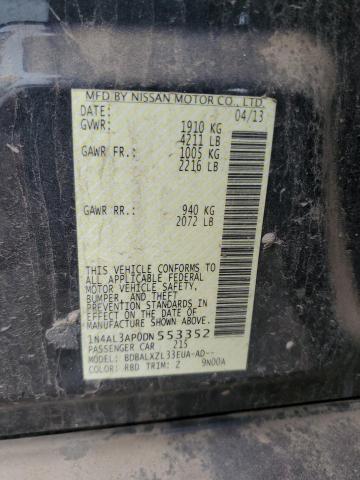 MFD BY NISSAN MOTOR CO., LTD.
DATE: 04/13
GVWR: 1910 KG
4211 LB
GAWR FR.: 1005 KG
2216 LB
GAWR RR.: 940 KG
2072 LB
THIS VEHICLE CONFORMS TO
ALL APPLICABLE FEDERAL
MOTOR VEHICLE SAFETY,
BUMPER, AND THEFT
PREVENTION STANDARDS
IN EFFECT ON THE DATE OF
MANUFACTURE SHOWN ABOVE.
1N4AL3AP0DN553352
PASSENGER CAR 215
MODEL: BDBALXZL33EUA-AD--
COLOR: RBD TRIM: Z 9N00A